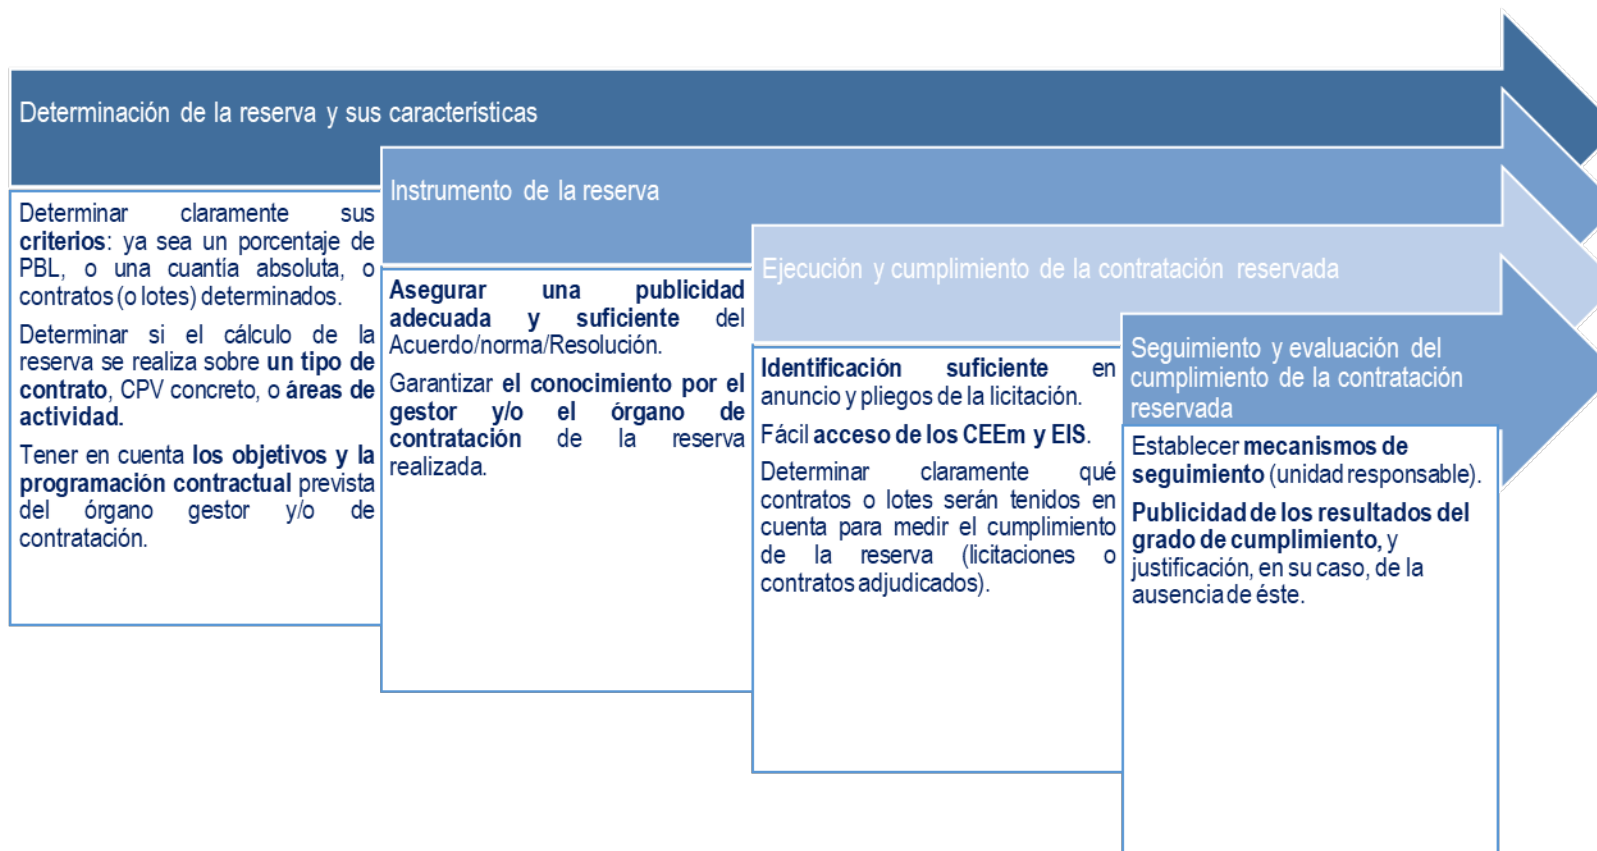 Determinación de la reserva y sus características
Determinar claramente sus
criterios: ya sea un porcentaje de
PBL, o una cuantía absoluta, o
contratos (o lotes) determinados.
Determinar si el cálculo de la
reserva se realiza sobre un tipo de
contrato, CPV concreto, o áreas de
actividad.
Tener en cuenta los objetivos y la
programación contractual prevista
del órgano gestor y/o de
contratación.
Instrumento de la reserva
Asegurar una publicidad
adecuada y suficiente del
Acuerdo/norma/Resolución.
Garantizar el conocimiento por el
gestor y/o el órgano de
contratación de la reserva
realizada.
Ejecución y cumplimiento de la contratación reservada
Identificación suficiente en
anuncio y pliegos de la licitación.
Fácil acceso de los CEEm y EIS.
Determinar claramente qué
contratos o lotes serán tenidos en
cuenta para medir el cumplimiento
de la reserva (licitaciones o
contratos adjudicados).
Seguimiento y evaluación del
cumplimiento de la contratación
reservada
Establecer mecanismos de
seguimiento (unidad responsable).
Publicidad de los resultados del
grado de cumplimiento, y
justificación, en su caso, de la
ausencia de éste.